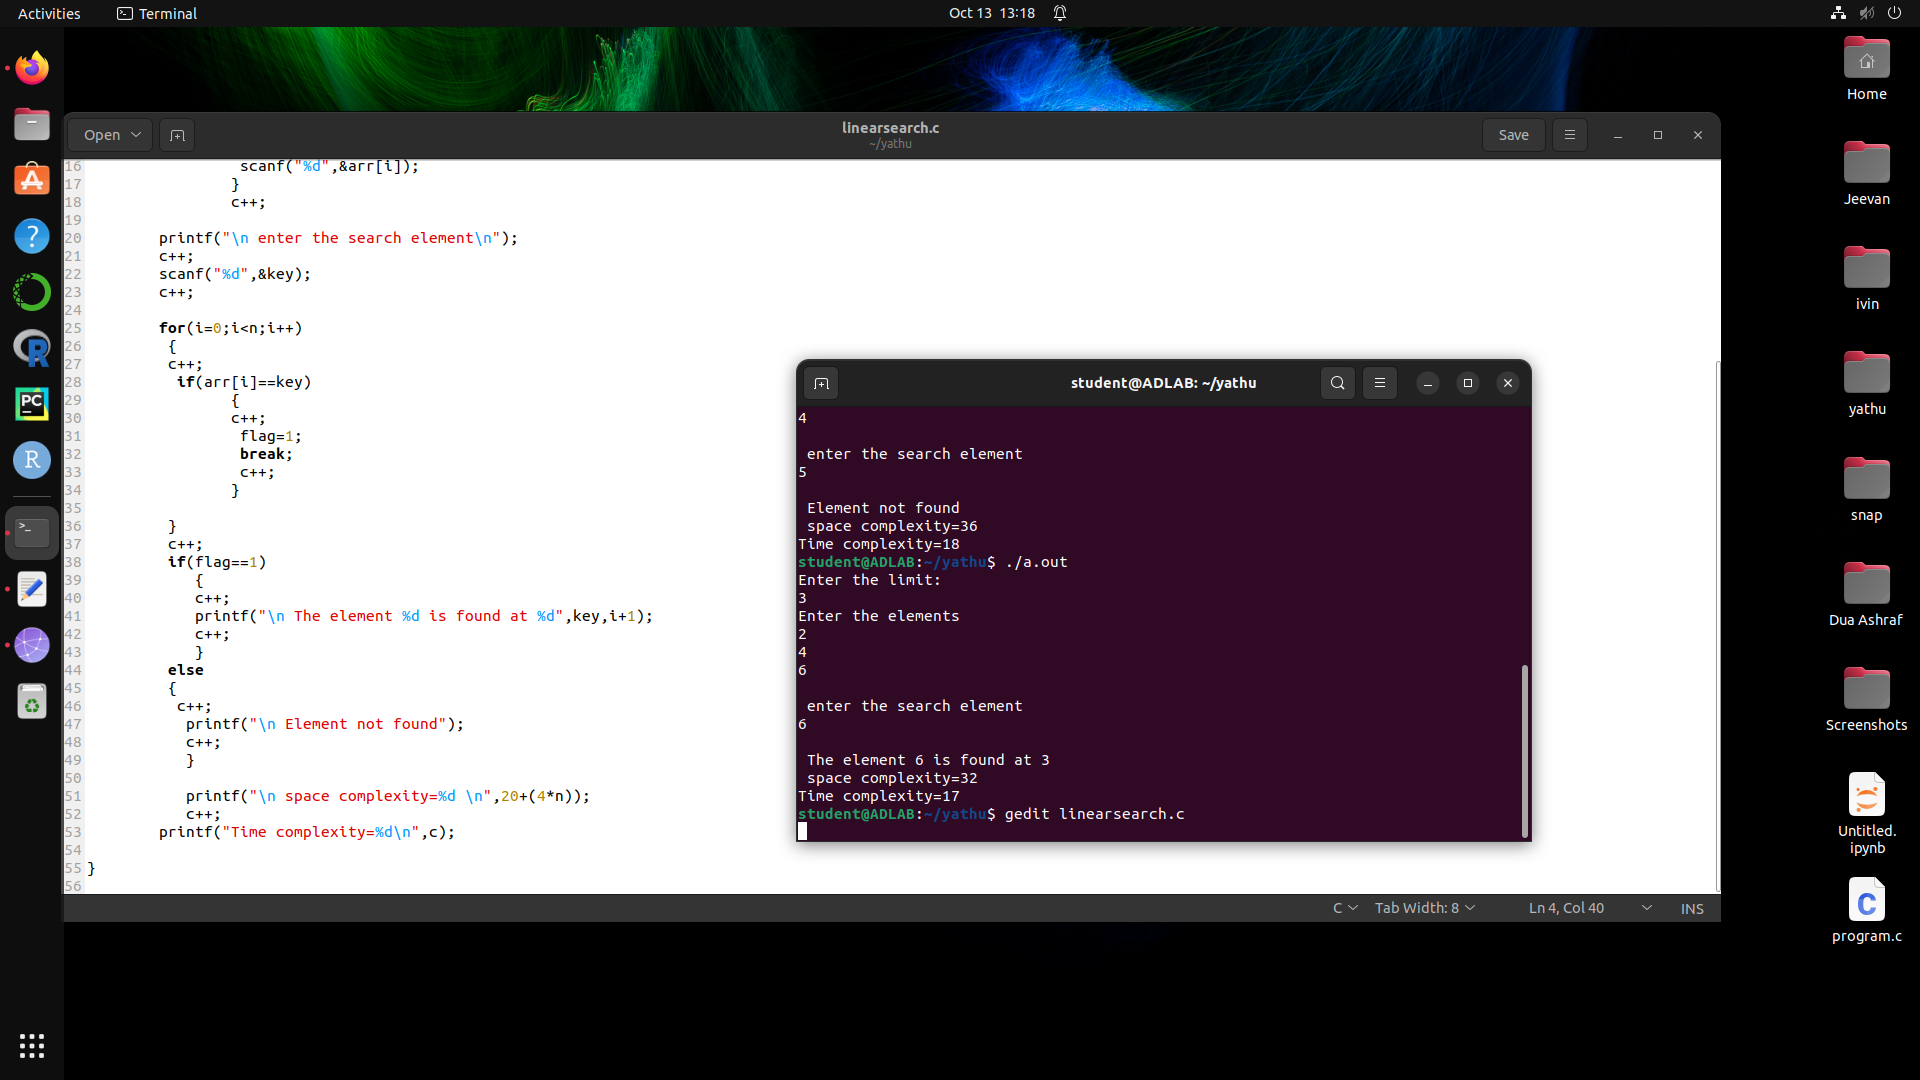 Activities
Terminal
Oct 13 13:18
Open
linearsearch.c
~/yathu
Save
16 scanf("%d",&arr[i]);
17 }
18 c++;
19
20 printf("\n enter the search element\n");
21 c++;
22 scanf("%d",&key);
23 c++;
24
25 for(i=0;i<n;i++)
26 {
27 c++;
28 if(arr[i]==key)
29 {
30 c++;
31 flag=1;
32 break;
33 c++;
34 }
35
36 }
37 c++;
38 if(flag==1)
39 {
40 c++;
41 printf("\n The element %d is found at %d",key,i+1);
42 c++;
43 }
44 else
45 {
46 c++;
47 printf("\n Element not found");
48 c++;
49 }
50
51 printf("\n space complexity=%d \n",20+(4*n));
52 c++;
53 printf("Time complexity=%d\n",c);
54
55 }
56
C
Tab Width: 8
Ln 4, Col 40
INS
student@ADLAB: ~/yathu
4
enter the search element
5
Element not found
space complexity=36
Time complexity=18
student@ADLAB:~/yathu$ ./a.out
Enter the limit:
3
Enter the elements
2
4
6
enter the search element
6
The element 6 is found at 3
space complexity=32
Time complexity=17
student@ADLAB:~/yathu$ gedit linearsearch.c
Home
Jeevan
ivin
yathu
snap
Dua Ashraf
Screenshots
Untitled.
ipynb
C
program.c
?
R
PC
R
>_